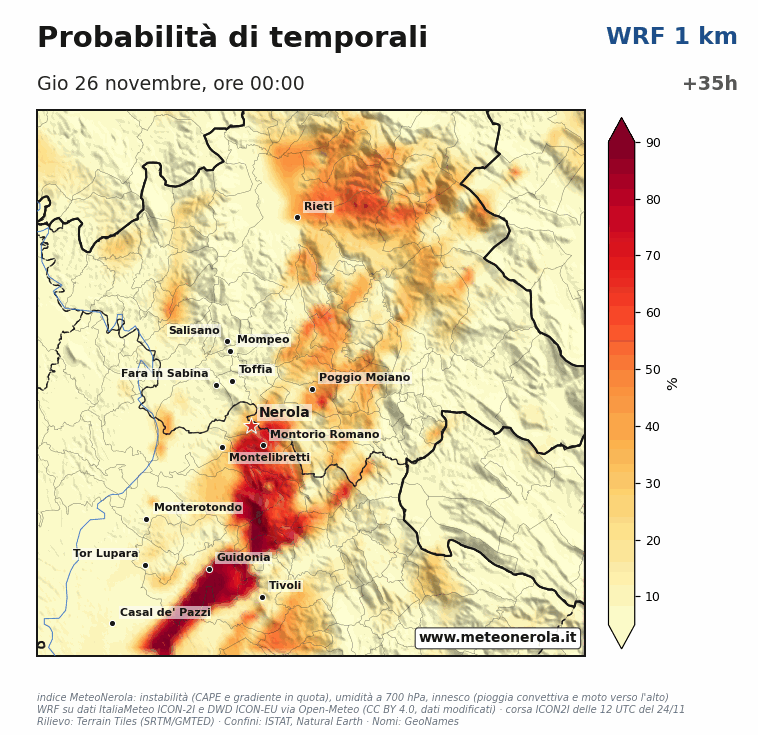 Probabilità di temporali
WRF 1 km
Gio 26 novembre, ore 00:00
+35h
90
80
70
60
50
40
30
20
10
%
Rieti
Salisano
Mompeo
Fara in Sabina
Toffia
Poggio Moiano
Nerola
Montorio Romano
Montelibretti
Monterotondo
Tor Lupara
Guidonia
Tivoli
Casal de' Pazzi
www.meteonerola.it
indice MeteoNerola: instabilità (CAPE e gradiente in quota), umidità a 700 hPa, innesco (pioggia convettiva e moto verso l'alto)
WRF su dati ItaliaMeteo ICON-2I e DWD ICON-EU via Open-Meteo (CC BY 4.0, dati modificati) · corsa ICON2I delle 12 UTC del 24/11
Rilievo: Terrain Tiles (SRTM/GMTED) · Confini: ISTAT, Natural Earth · Nomi: GeoNames